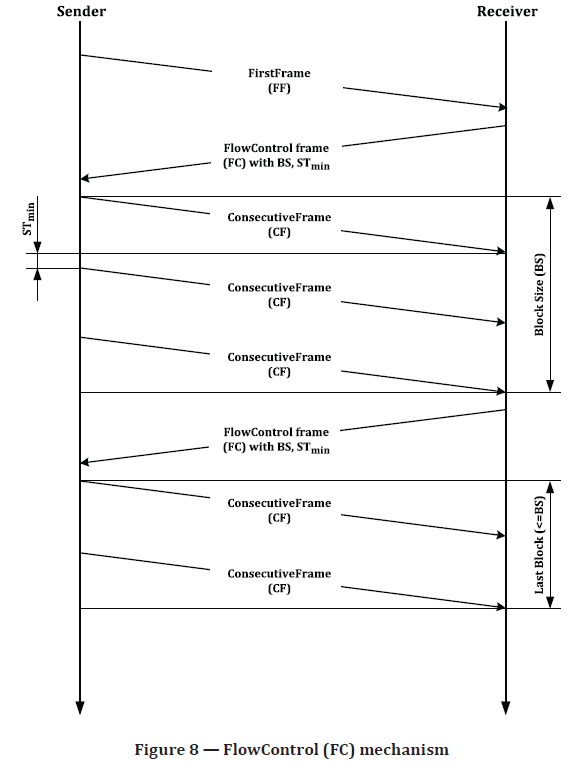 Sender
Receiver
FirstFrame
(FF)
FlowControl frame
(FC) with BS, STmin
STmin
ConsecutiveFrame
(CF)
ConsecutiveFrame
(CF)
Block Size (BS)
ConsecutiveFrame
(CF)
FlowControl frame
(FC) with BS, STmin
ConsecutiveFrame
(CF)
Last Block (<=BS)
ConsecutiveFrame
(CF)
Figure 8 — FlowControl (FC) mechanism